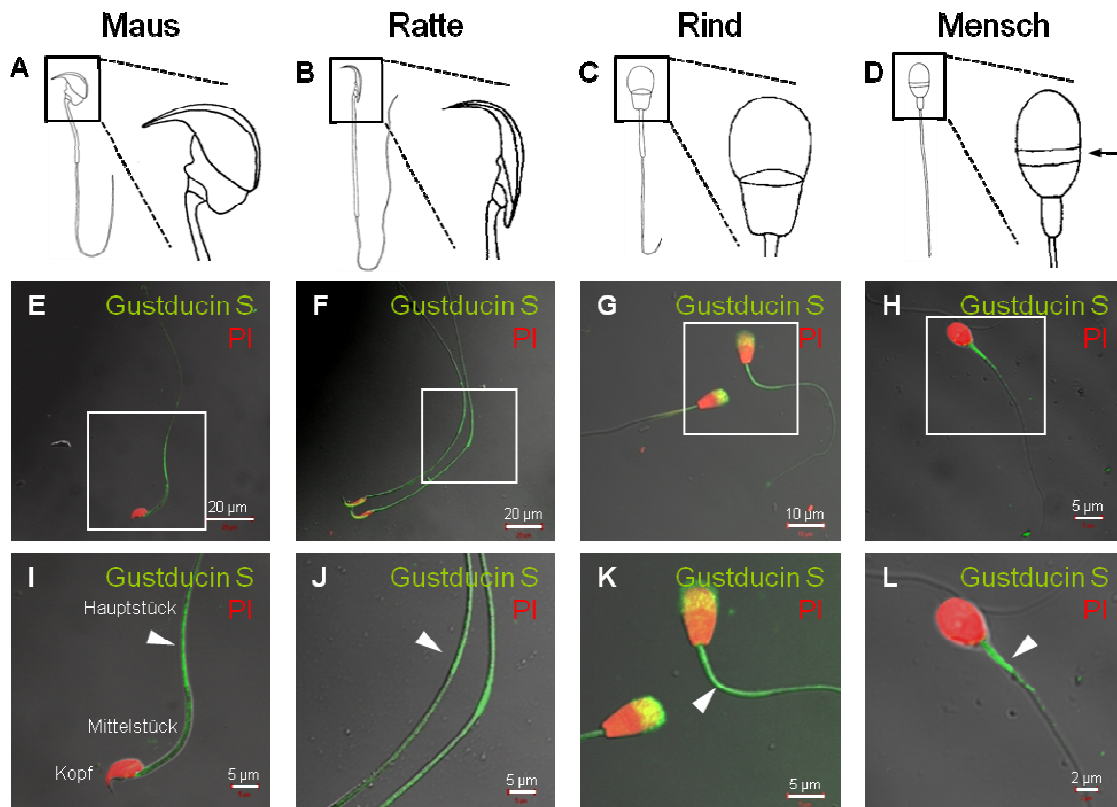 Maus
Ratte
Rind
Mensch
A
B
C
D
E
Gustducin S
PI
20 µm
F
Gustducin S
PI
20 µm
G
Gustducin S
PI
10 µm
H
Gustducin S
PI
5 µm
I
Gustducin S
PI
Hauptstück
Mittelstück
Kopf
5 µm
J
Gustducin S
PI
5 µm
K
Gustducin S
PI
5 µm
L
Gustducin S
PI
2 µm